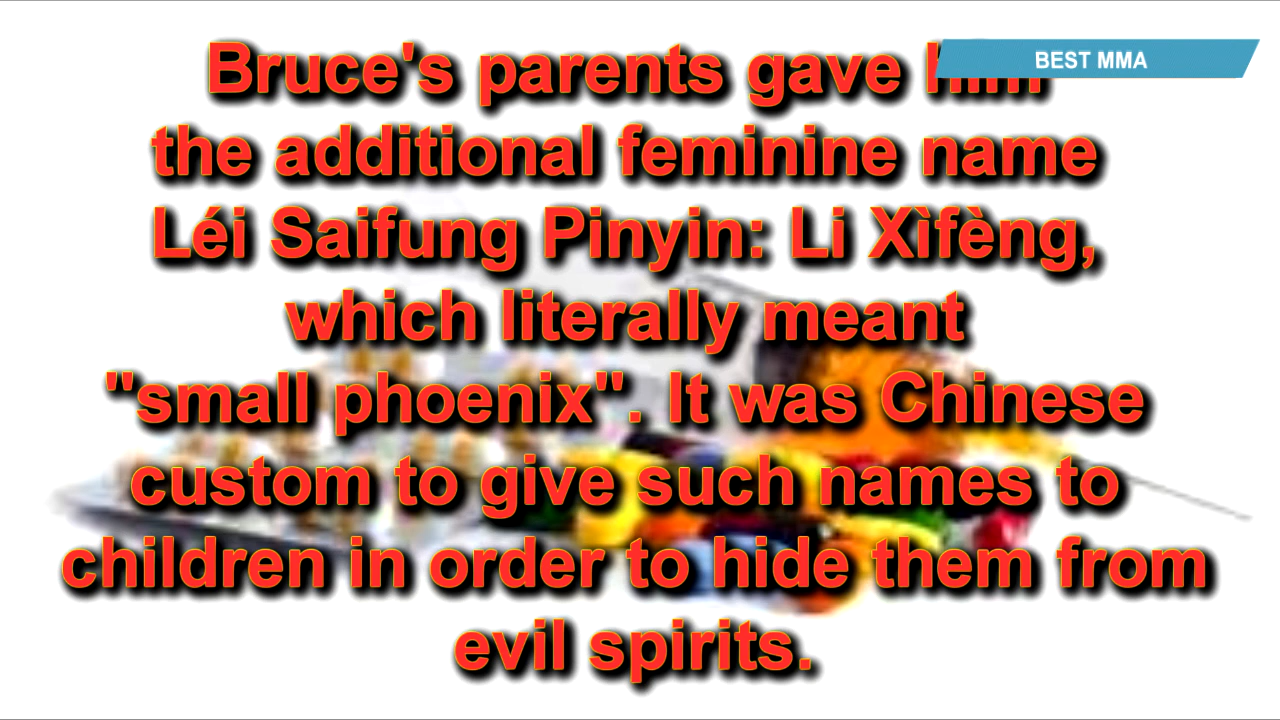 BEST MMA
Bruce's parents gave him
the additional feminine name
Léi Saifung Pinyin: Li Xìfèng,
which literally meant
"small phoenix". It was Chinese
custom to give such names to
children in order to hide them from
evil spirits.